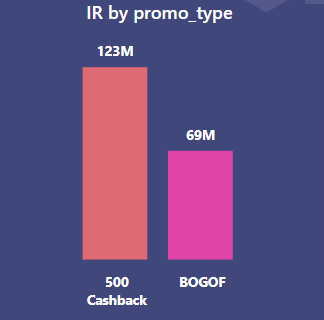 IR by promo_type
123M
69M
500
Cashback
BOGOF